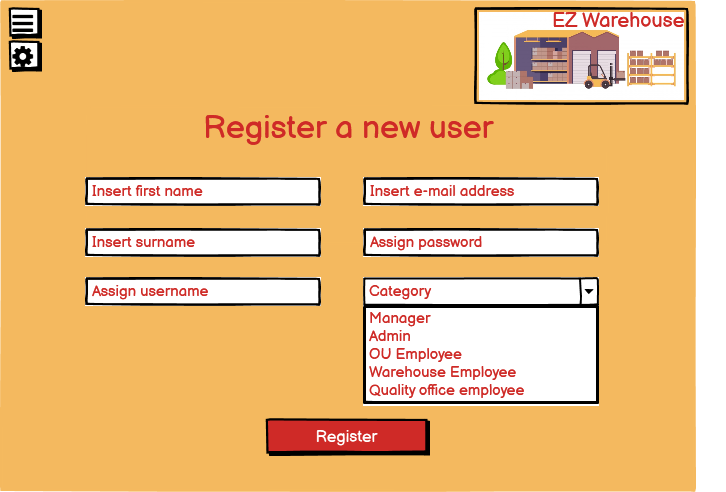 EZ Warehouse
Register a new user
Insert first name
Insert e-mail address
Insert surname
Assign password
Assign username
Category
Manager
Admin
OU Employee
Warehouse Employee
Quality office employee
Register